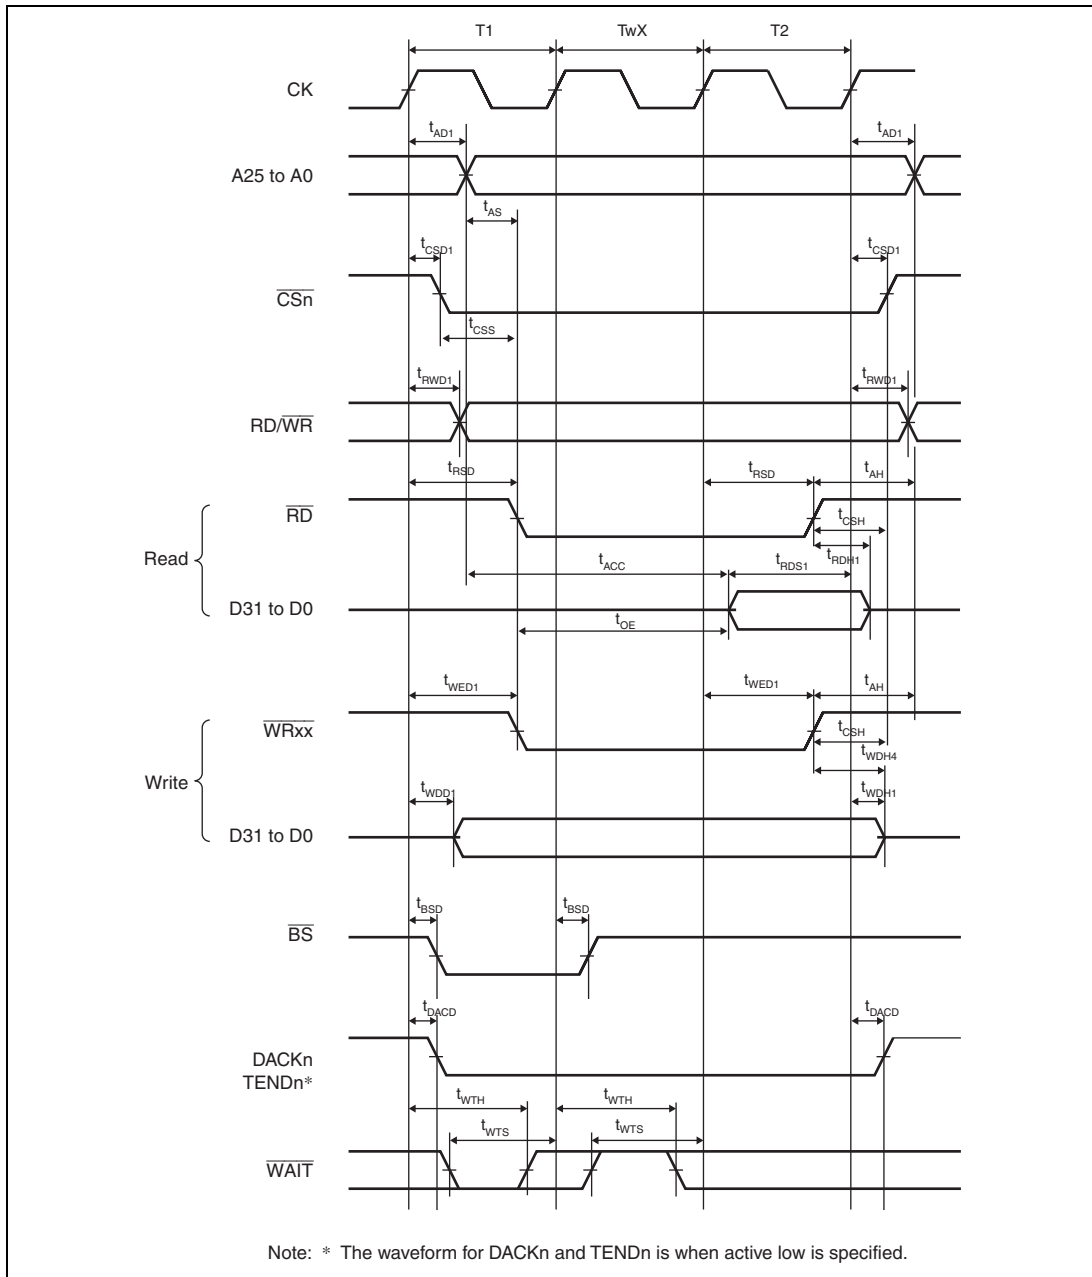 T1 TwX T2
CK
tAD1 tAD1
A25 to A0
tAS
tCSD1 tCSD1
CSn
tCSS
tRWD1 tRWD1
RD/WR
tRSD tRSD tAH
RD
tCSH
Read
tACC tRDS1 tRDH1
D31 to D0
tOE
tWED1 tWED1 tAH
WRxx
tCSH
tWDH4
Write
tWDD1 tWDH1
D31 to D0
tBSD tBSD
BS
tDACD tDACD
DACKn
TENDn*
tWTH tWTH
tWTS tWTS
WAIT
Note: * The waveform for DACKn and TENDn is when active low is specified.